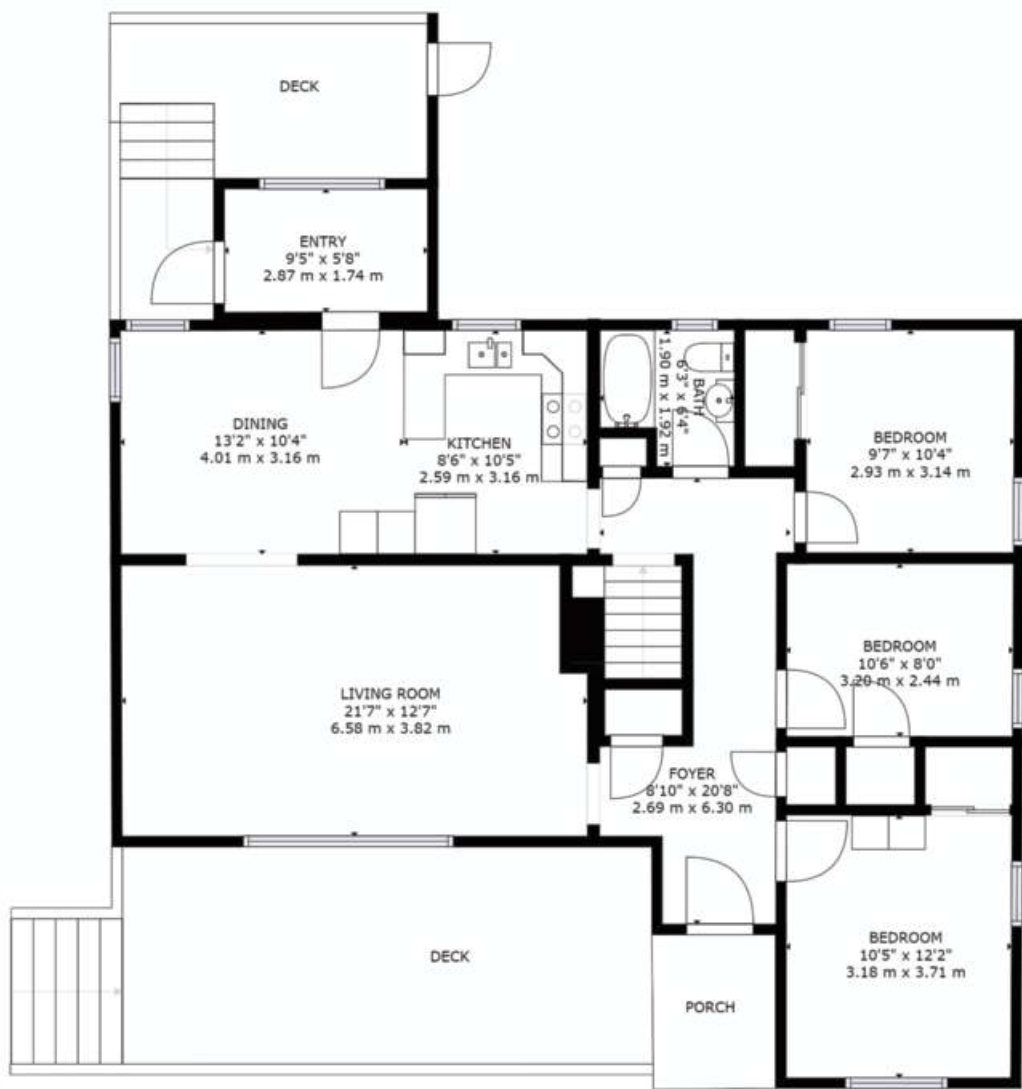 DECK
ENTRY
9'5" x 5'8"
2.87 m x 1.74 m
DINING
13'2" x 10'4"
4.01 m x 3.16 m
KITCHEN
8'6" x 10'5"
2.59 m x 3.16 m
BATH
6'3" x 6'4"
1.90 m x 1.92 m
BEDROOM
9'7" x 10'4"
2.93 m x 3.14 m
BEDROOM
10'6" x 8'0"
3.20 m x 2.44 m
LIVING ROOM
21'7" x 12'7"
6.58 m x 3.82 m
FOYER
8'10" x 20'8"
2.69 m x 6.30 m
BEDROOM
10'5" x 12'2"
3.18 m x 3.71 m
DECK
PORCH